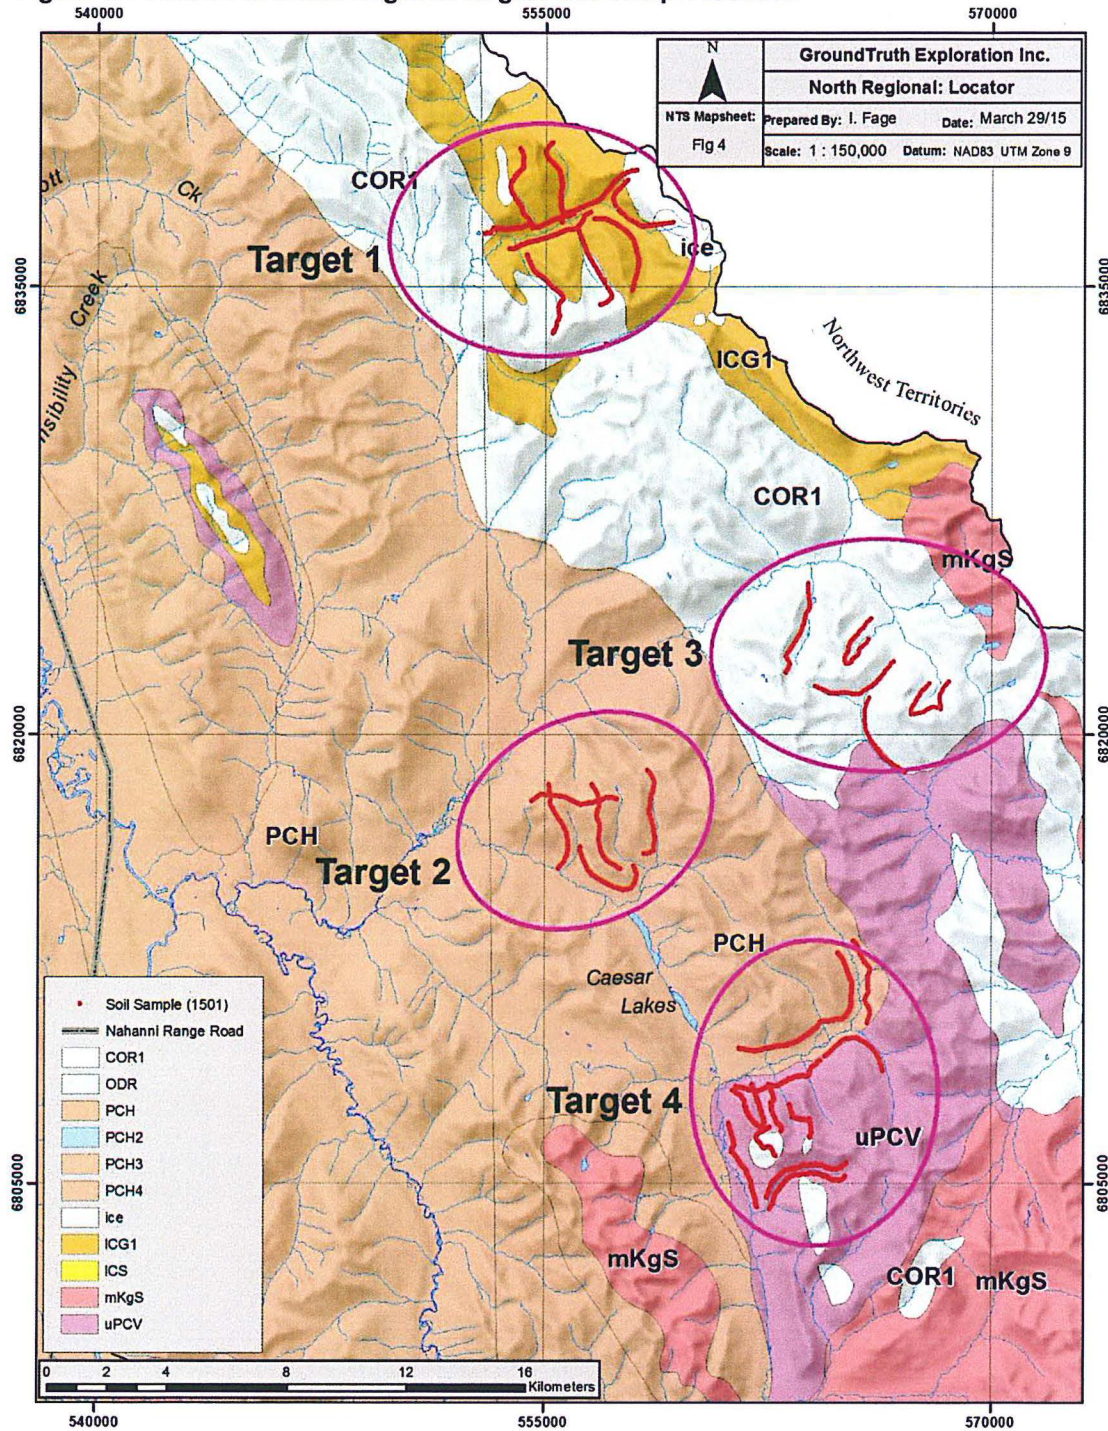 540000
555000
570000
N
GroundTruth Exploration Inc.
North Regional: Locator
NTS Mapsheet:
Fig 4
Prepared By: I. Fage
Date: March 29/15
Scale: 1 : 150,000
Datum: NAD83 UTM Zone 9
COR1
Ck
Target 1
ice
6835000
6835000
Creek
ICG1
Northwest Territories
COR1
mKgS
Target 3
6820000
6820000
PCH
Target 2
PCH
Caesar
Lakes
Target 4
uPCV
6805000
6805000
mKgS
COR1
mKgS
Soil Sample (1501)
Nahanni Range Road
COR1
ODR
PCH
PCH2
PCH3
PCH4
ice
ICG1
ICS
mKgS
uPCV
0 2 4 8 12 16
Kilometers
540000
555000
570000